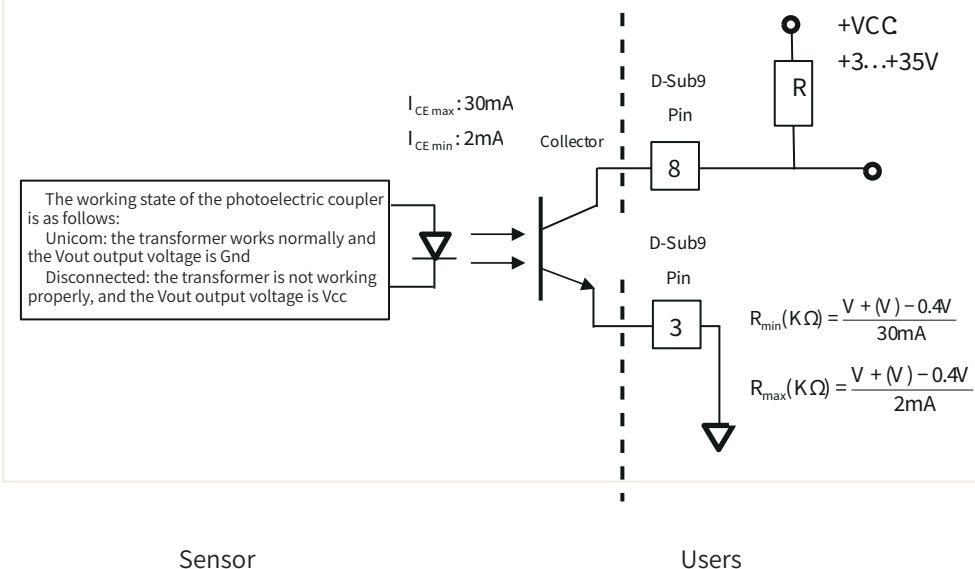 +VCC
+3...+35V
R
D-Sub9
Pin
8
I CE max : 30mA
I CE min : 2mA
Collector
The working state of the photoelectric coupler
is as follows:
Unicom: the transformer works normally and
the Vout output voltage is Gnd
Disconnected: the transformer is not working
properly, and the Vout output voltage is Vcc
D-Sub9
Pin
3
Rmin(KΩ) = V+(V)−0.4V / 30mA
Rmax(KΩ) = V+(V)−0.4V / 2mA
Sensor
Users